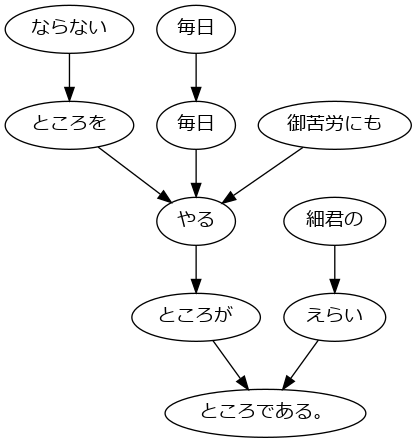 ならない 毎日
ところを 毎日 御苦労にも
やる 細君の
ところが えらい
ところである。